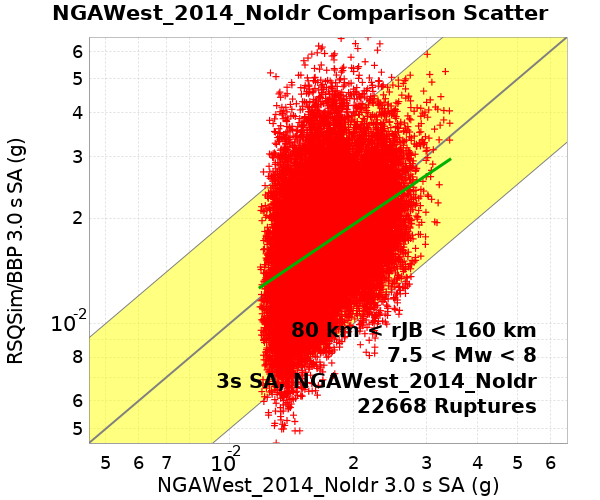 NGAWest_2014_NoIdr Comparison Scatter
RSQSim/BBP 3.0 s SA (g)
6
5
4
3
2
10-2
8
6
5
80 km < rJB < 160 km
7.5 < Mw < 8
3s SA, NGAWest_2014_NoIdr
22668 Ruptures
5 6 7 10-2 2 3 4 5 6
NGAWest_2014_NoIdr 3.0 s SA (g)